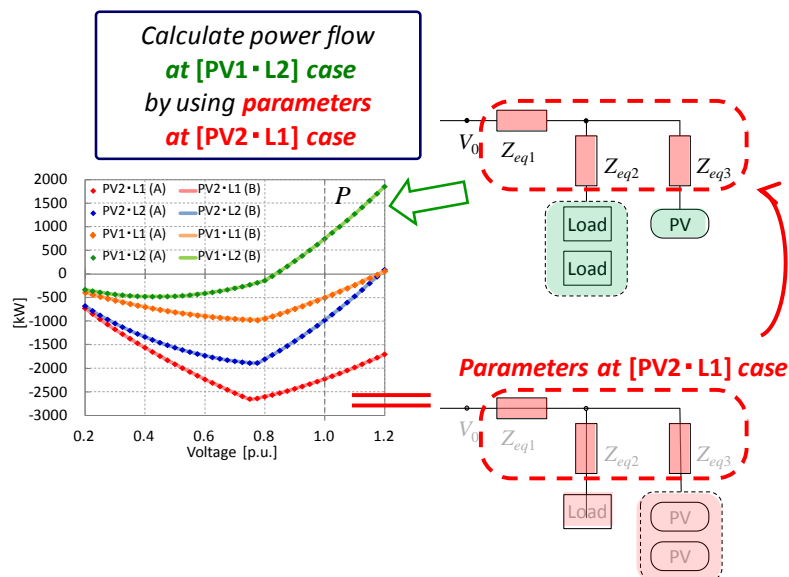 Calculate power flow
at [PV1・L2] case
by using parameters
at [PV2・L1] case
V0
Zeq1
Zeq2
Zeq3
Load
Load
PV
2000
1500
1000
500
0
-500
-1000
-1500
-2000
-2500
-3000
[kW]
PV2・L1 (A)
PV2・L1 (B)
PV2・L2 (A)
PV2・L2 (B)
PV1・L1 (A)
PV1・L1 (B)
PV1・L2 (A)
PV1・L2 (B)
P
0.2
0.4
0.6
0.8
1.0
1.2
Voltage [p.u.]
Parameters at [PV2・L1] case
V0
Zeq1
Zeq2
Zeq3
Load
PV
PV